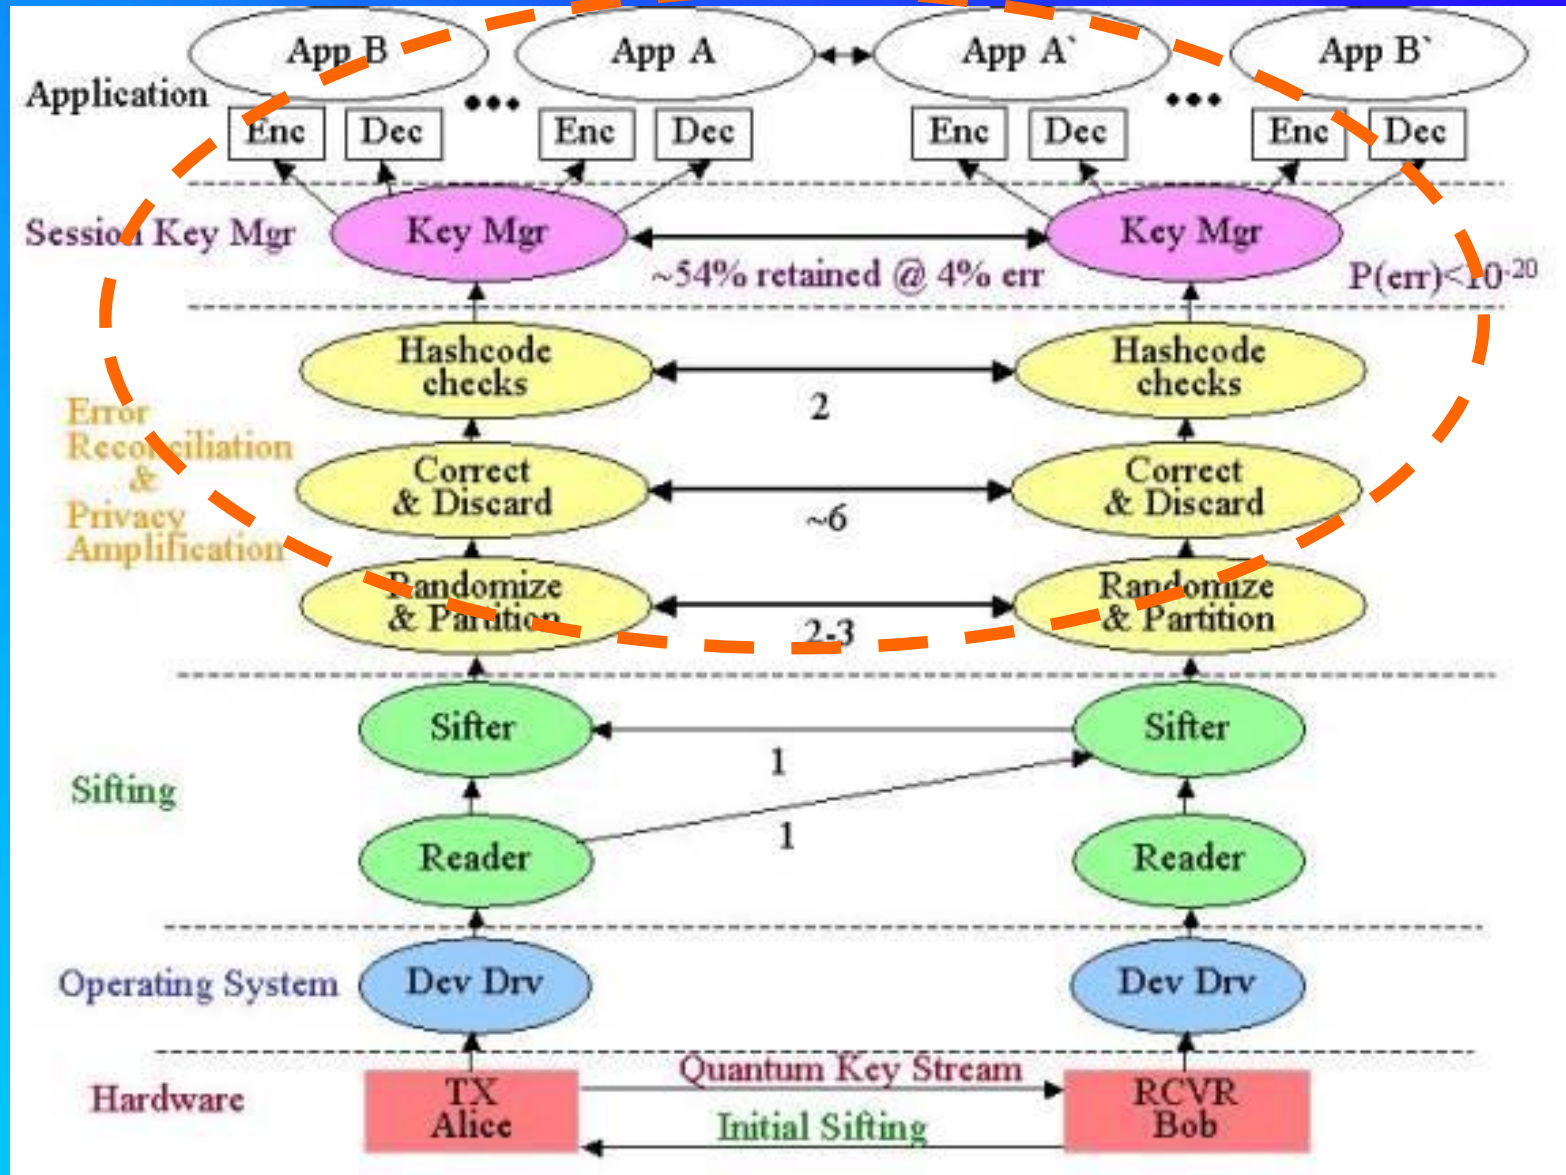 App B
App A
App A`
App B`
Application
Enc
Dec
•••
Enc
Dec
Enc
Dec
•••
Enc
Dec
Session Key Mgr
Key Mgr
Key Mgr
~54% retained @ 4% err
P(err)<10-20
Hashcode
checks
2
Hashcode
checks
Error
Reconciliation
&
Privacy
Amplification
Correct
& Discard
~6
Correct
& Discard
Randomize
& Partition
2-3
Randomize
& Partition
Sifting
Sifter
1
Sifter
Reader
1
Reader
Operating System
Dev Drv
Dev Drv
Hardware
TX
Alice
Quantum Key Stream
Initial Sifting
RCVR
Bob